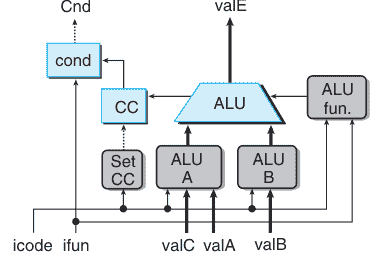 Cnd
valE
cond
CC
ALU
ALU
fun.
Set
CC
ALU
A
ALU
B
icode ifun
valC valA
valB